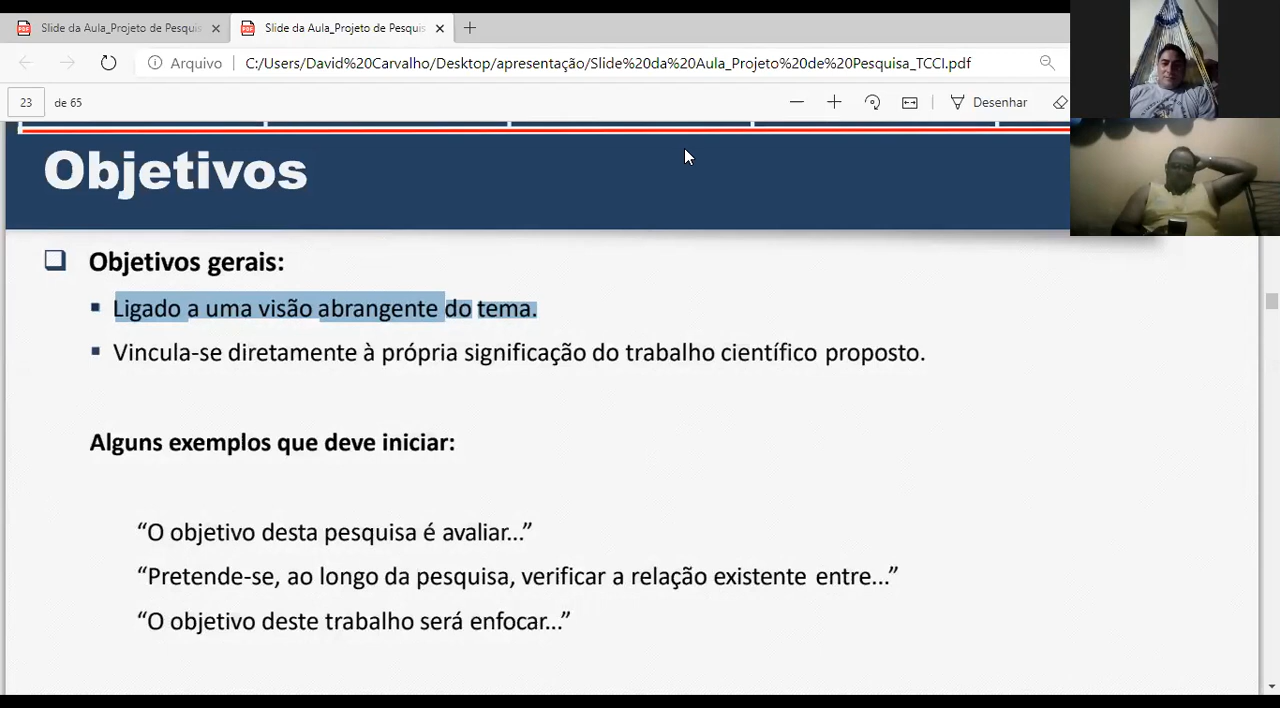 Slide da Aula_Projeto de Pesquis
Slide da Aula_Projeto de Pesquis
Arquivo
C:/Users/David%20Carvalho/Desktop/apresentação/Slide%20da%20Aula_Projeto%20de%20Pesquisa_TCCI.pdf
23 de 65
Desenhar
Objetivos
Objetivos gerais:
Ligado a uma visão abrangente do tema.
Vincula-se diretamente à própria significação do trabalho científico proposto.
Alguns exemplos que deve iniciar:
“O objetivo desta pesquisa é avaliar...”
“Pretende-se, ao longo da pesquisa, verificar a relação existente entre...”
“O objetivo deste trabalho será enfocar...”